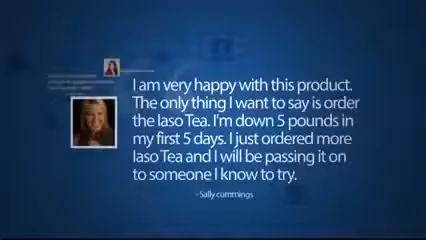 I am very happy with this product.
The only thing I want to say is order
the Iaso Tea. I'm down 5 pounds in
my first 5 days. I just ordered more
Iaso Tea and I will be passing it on
to someone I know to try.
- Sally cummings